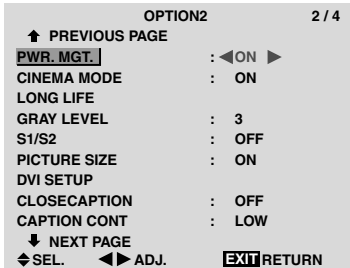 OPTION2 2 / 4
PREVIOUS PAGE
PWR. MGT. : ON
CINEMA MODE : ON
LONG LIFE
GRAY LEVEL : 3
S1/S2 : OFF
PICTURE SIZE : ON
DVI SETUP
CLOSECAPTION : OFF
CAPTION CONT : LOW
NEXT PAGE
SEL. ADJ. EXIT RETURN